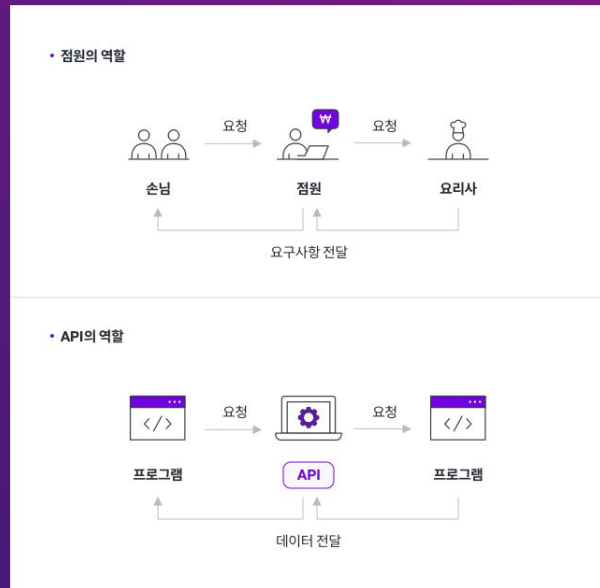 점원의 역할
요청
요청
₩
손님
점원
요리사
요구사항 전달
API의 역할
요청
요청
</>
</>
프로그램
API
프로그램
데이터 전달